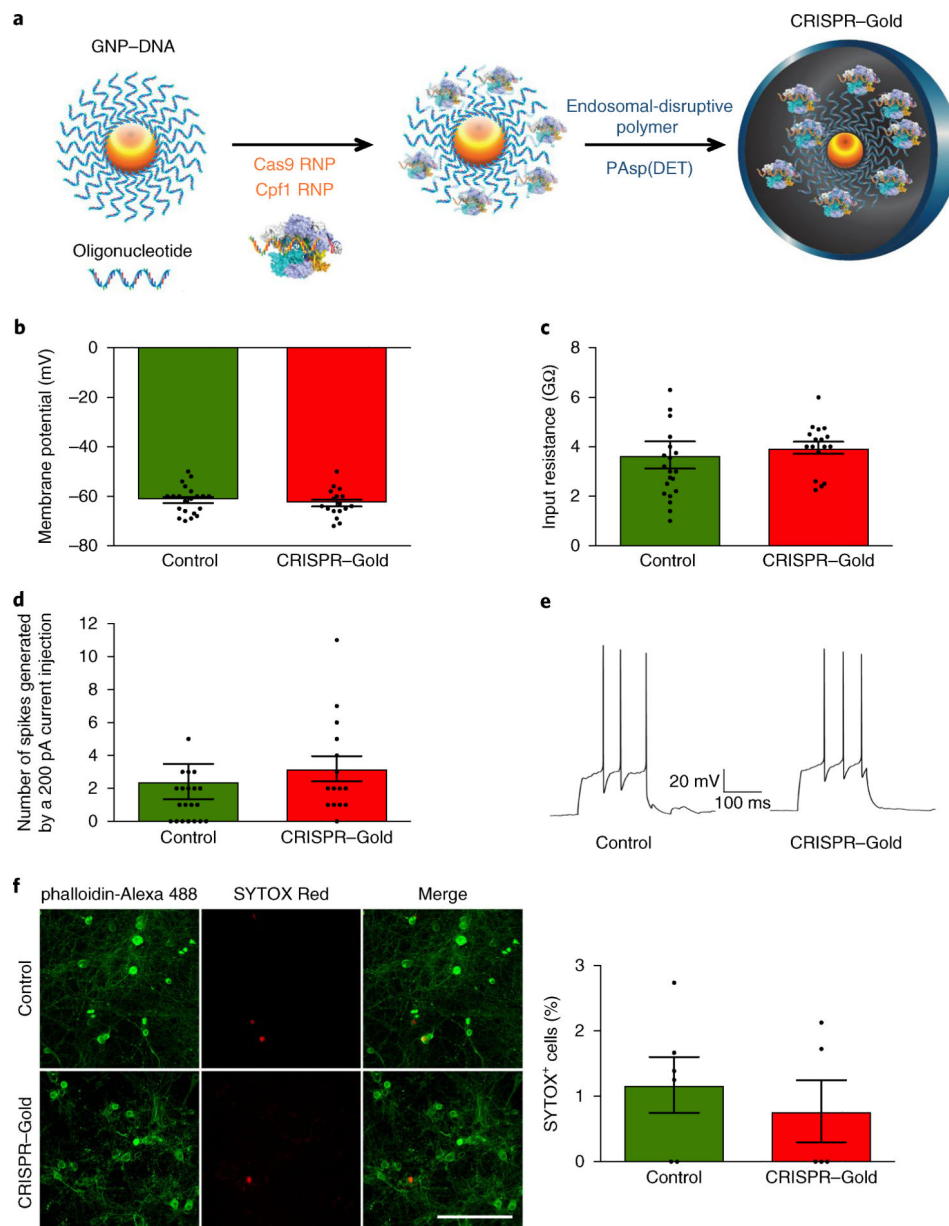 a
GNP–DNA
Oligonucleotide
Cas9 RNP
Cpf1 RNP
Endosomal-disruptive
polymer
PAsp(DET)
CRISPR–Gold
b
Membrane potential (mV)
0
–20
–40
–60
–80
Control
CRISPR–Gold
c
Input resistance (GΩ)
8
6
4
2
0
Control
CRISPR–Gold
d
Number of spikes generated
by a 200 pA current injection
12
10
8
6
4
2
0
Control
CRISPR–Gold
e
20 mV
100 ms
Control
CRISPR–Gold
f
phalloidin-Alexa 488
SYTOX Red
Merge
Control
CRISPR–Gold
SYTOX⁺ cells (%)
3
2
1
0
Control
CRISPR–Gold